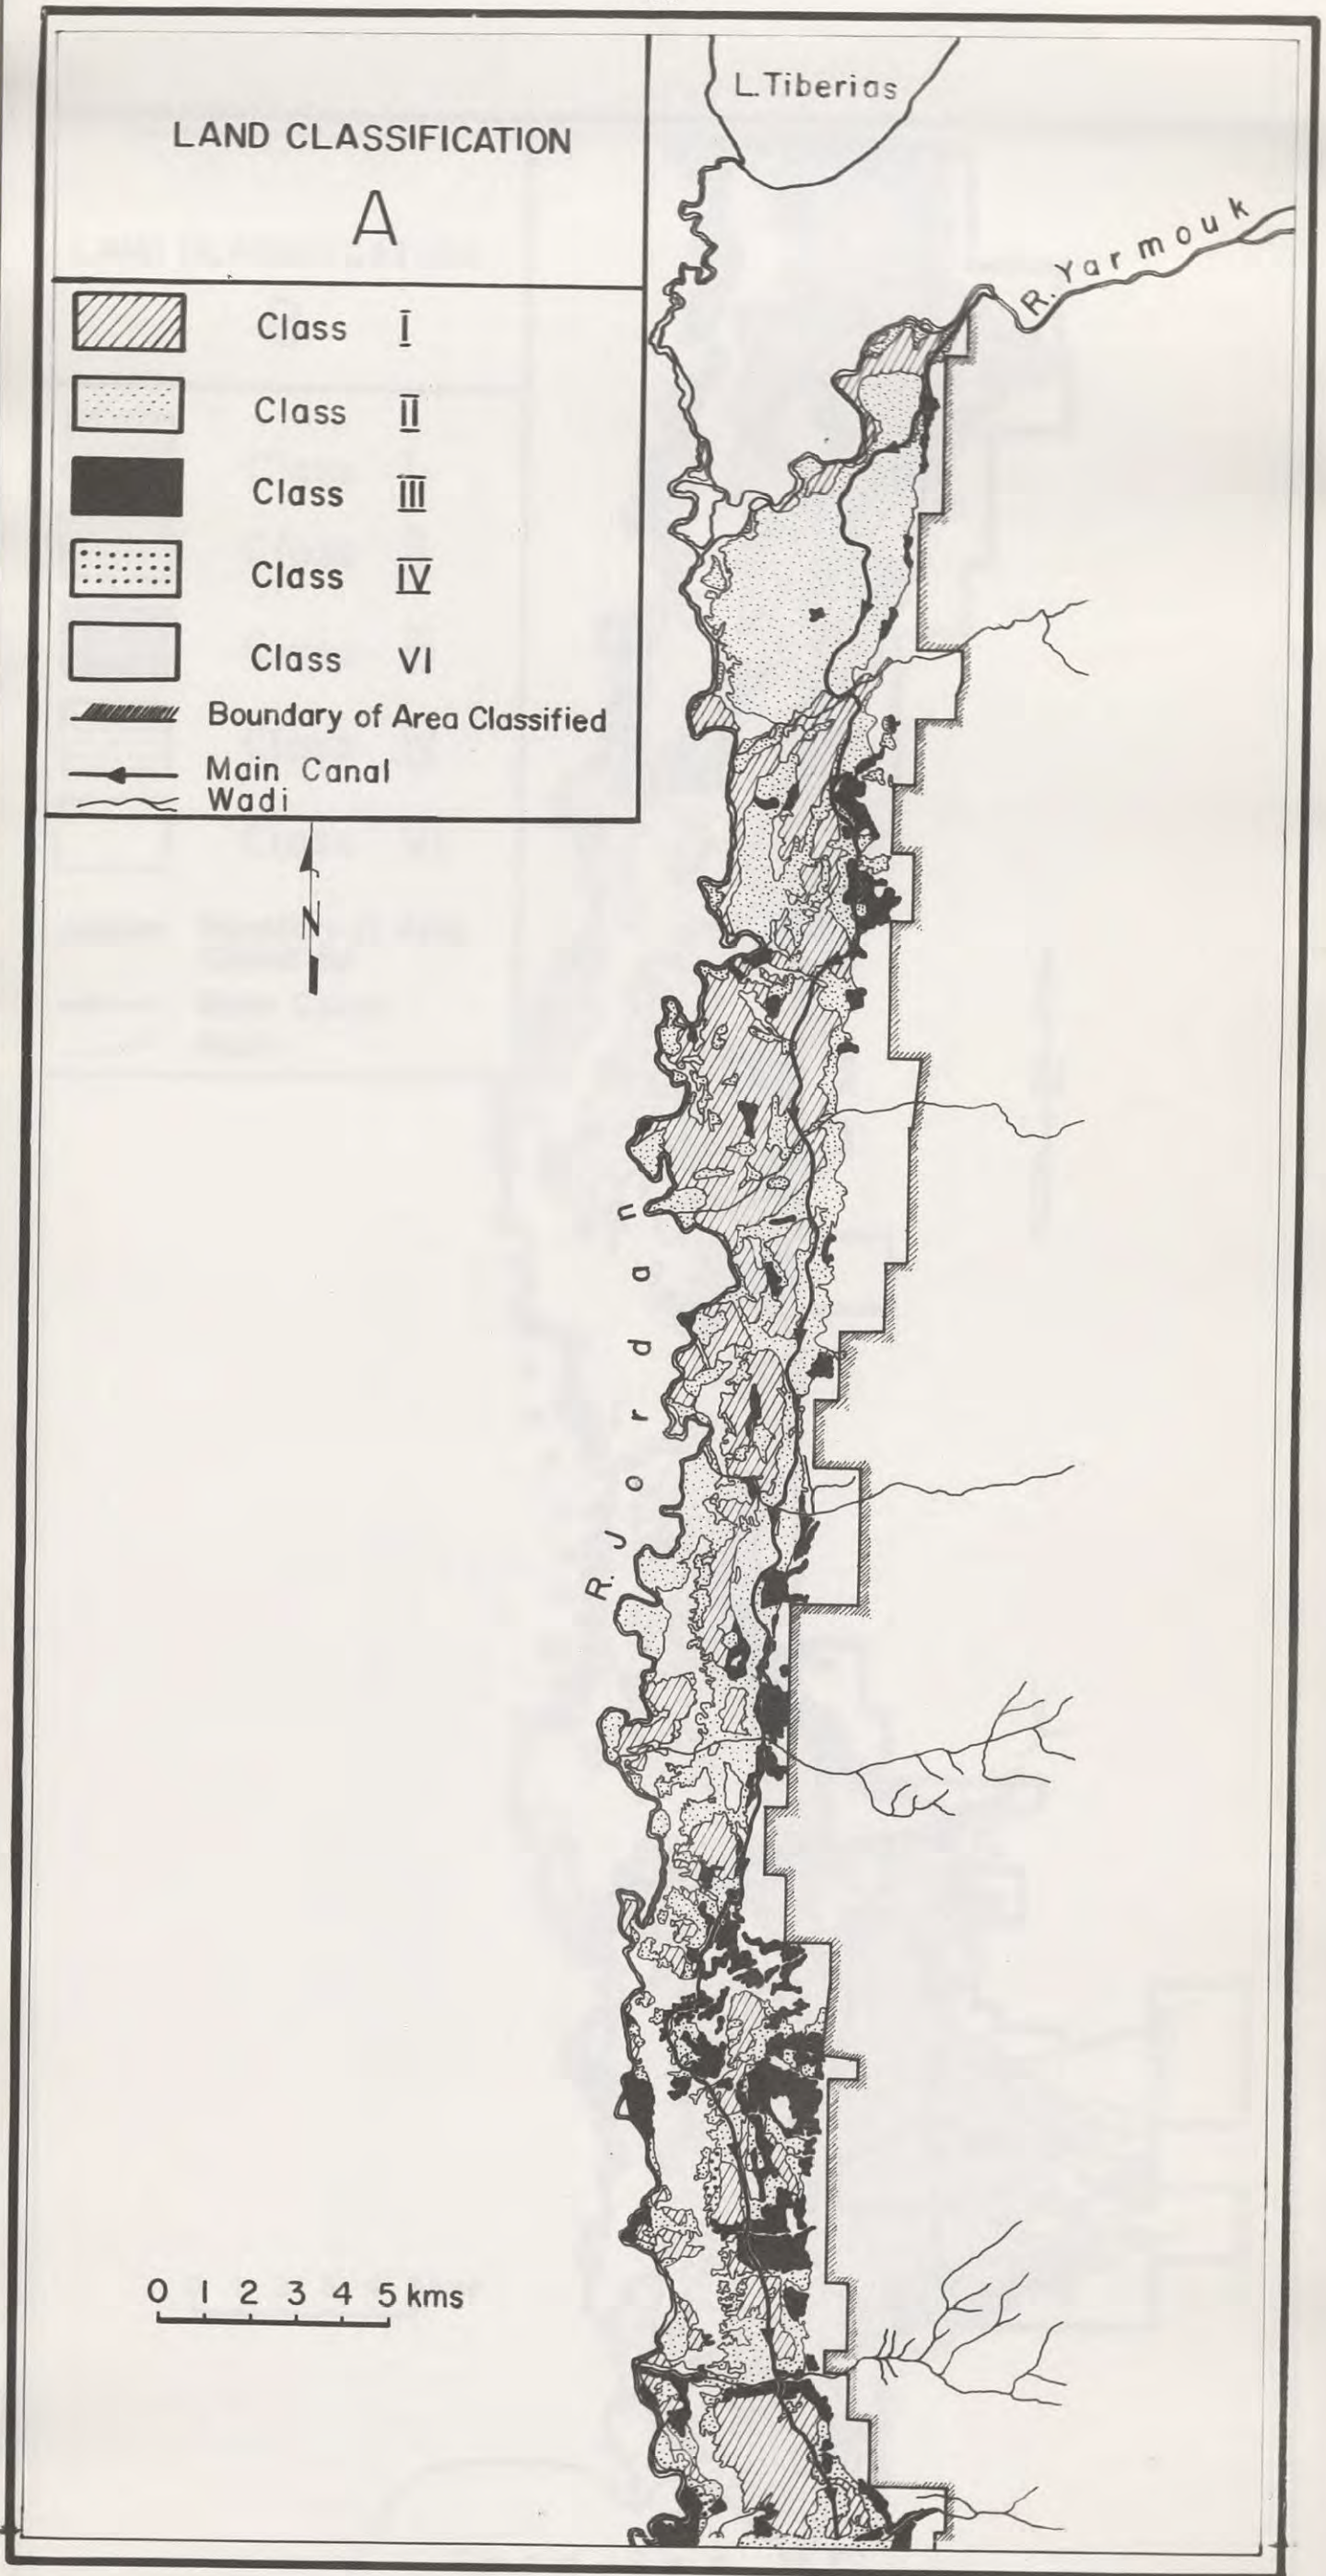 LAND CLASSIFICATION
A
Class I
Class II
Class III
Class IV
Class VI
Boundary of Area Classified
Main Canal
Wadi
N
L.Tiberias
R. Yarmouk
R. Jordan
0 1 2 3 4 5 kms